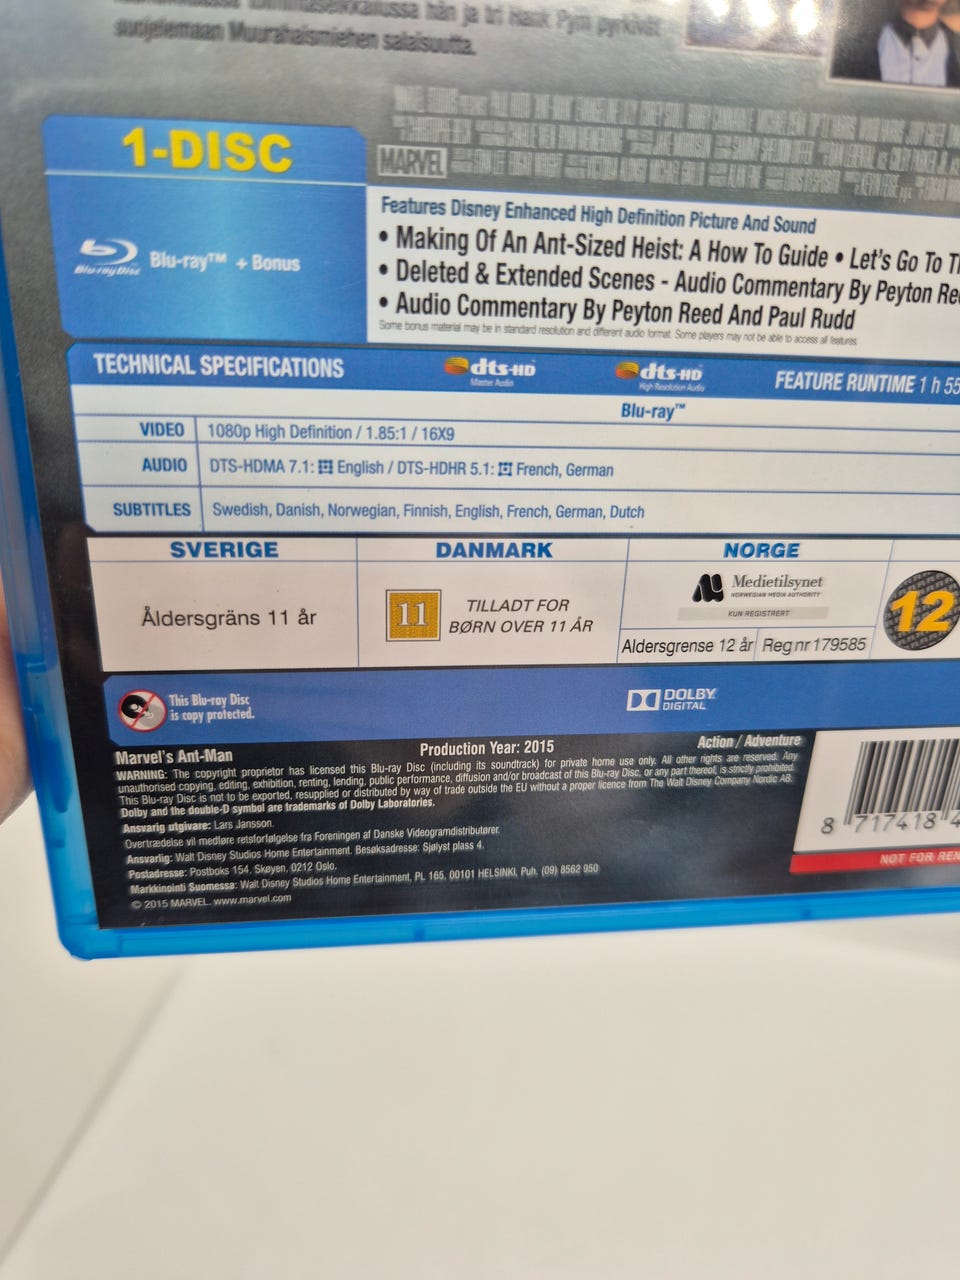 hän ja tri Hank Pym pyrkivät
suojelemaan Muurahaismiehen salaisuutta.
1-DISC
MARVEL
Features Disney Enhanced High Definition Picture And Sound
Blu-ray Disc
Blu-ray™ + Bonus
• Making Of An Ant-Sized Heist: A How To Guide • Let's Go To
• Deleted & Extended Scenes - Audio Commentary By Peyton
• Audio Commentary By Peyton Reed And Paul Rudd
Some bonus material may be in standard resolution and different audio format. Some players may not be able to access all features.
TECHNICAL SPECIFICATIONS
dts-HD
Master Audio
dts-HD
High Resolution Audio
FEATURE RUNTIME 1 h 55
Blu-ray™
VIDEO 1080p High Definition / 1.85:1 / 16X9
AUDIO DTS-HDMA 7.1: English / DTS-HDHR 5.1: French, German
SUBTITLES Swedish, Danish, Norwegian, Finnish, English, French, German, Dutch
SVERIGE DANMARK NORGE
Åldersgräns 11 år
11
TILLADT FOR
BØRN OVER 11 ÅR
Medietilsynet
NORWEGIAN MEDIA AUTHORITY
KUN REGISTRERT
Aldersgrense 12 år Reg nr 179585
12
This Blu-ray Disc
is copy protected.
DOLBY
DIGITAL
Marvel's Ant-Man Production Year: 2015 Action / Adventure
WARNING: The copyright proprietor has licensed this Blu-ray Disc (including its soundtrack) for private home use only. All other rights are reserved. Any
unauthorised copying, editing, exhibition, renting, lending, public performance, diffusion and/or broadcast of this Blu-ray Disc, or any part thereof, is strictly prohibited.
This Blu-ray Disc is not to be exported, resupplied or distributed by way of trade outside the EU without a proper licence from The Walt Disney Company Nordic AB.
Dolby and the double-D symbol are trademarks of Dolby Laboratories.
Ansvarig utgivare: Lars Jansson.
Overtrædelse vil medføre retsforfølgelse fra Foreningen af Danske Videogramdistributører.
Ansvarlig: Walt Disney Studios Home Entertainment. Besøksadresse: Sjølyst plass 4.
Postadresse: Postboks 154, Skøyen, 0212 Oslo.
Markkinointi Suomessa: Walt Disney Studios Home Entertainment, PL 165, 00101 HELSINKI, Puh. (09) 8562 950
© 2015 MARVEL. www.marvel.com
8 717418 4
NOT FOR